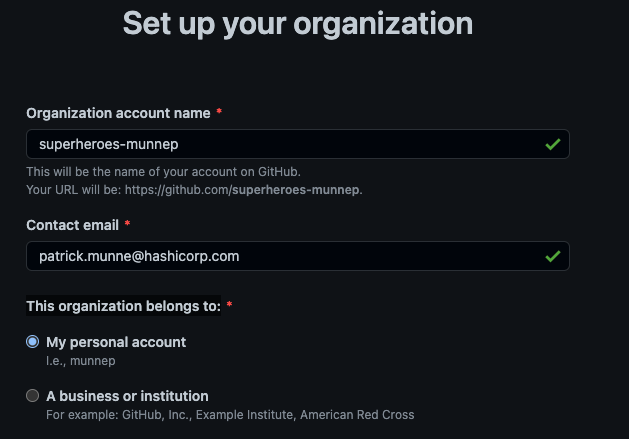 Set up your organization
Organization account name *
superheroes-munnep
This will be the name of your account on GitHub.
Your URL will be: https://github.com/superheroes-munnep.
Contact email *
patrick.munne@hashicorp.com
This organization belongs to: *
My personal account
I.e., munnep
A business or institution
For example: GitHub, Inc., Example Institute, American Red Cross